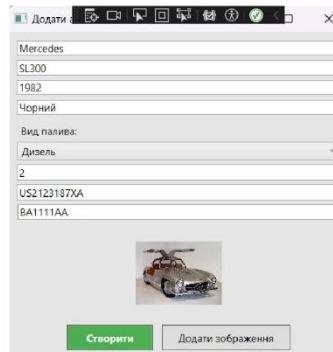 Додати
Mercedes
SL300
1982
Чорний
Вид палива:
Дизель
2
US2123187XA
BA1111AA
Створити
Додати зображення